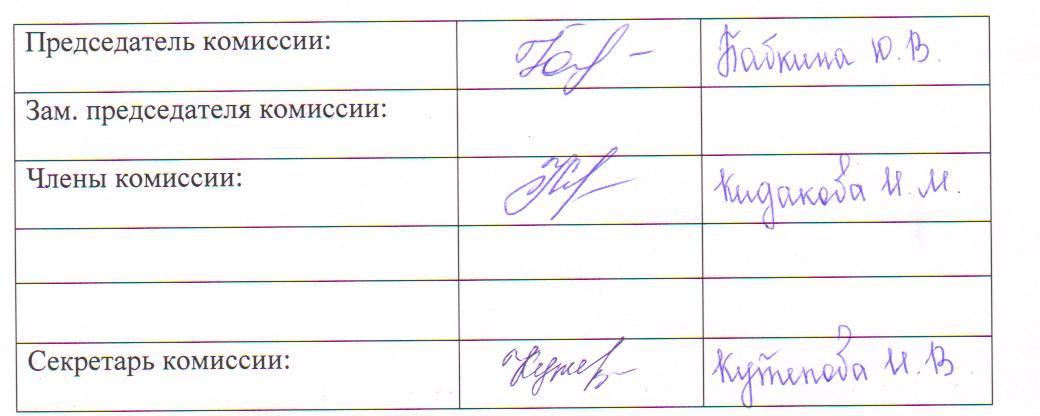 Председатель комиссии: Бабкина Ю.В.
Зам. председателя комиссии:
Члены комиссии: Кидакова И.М.
Секретарь комиссии: Кутепова И.В